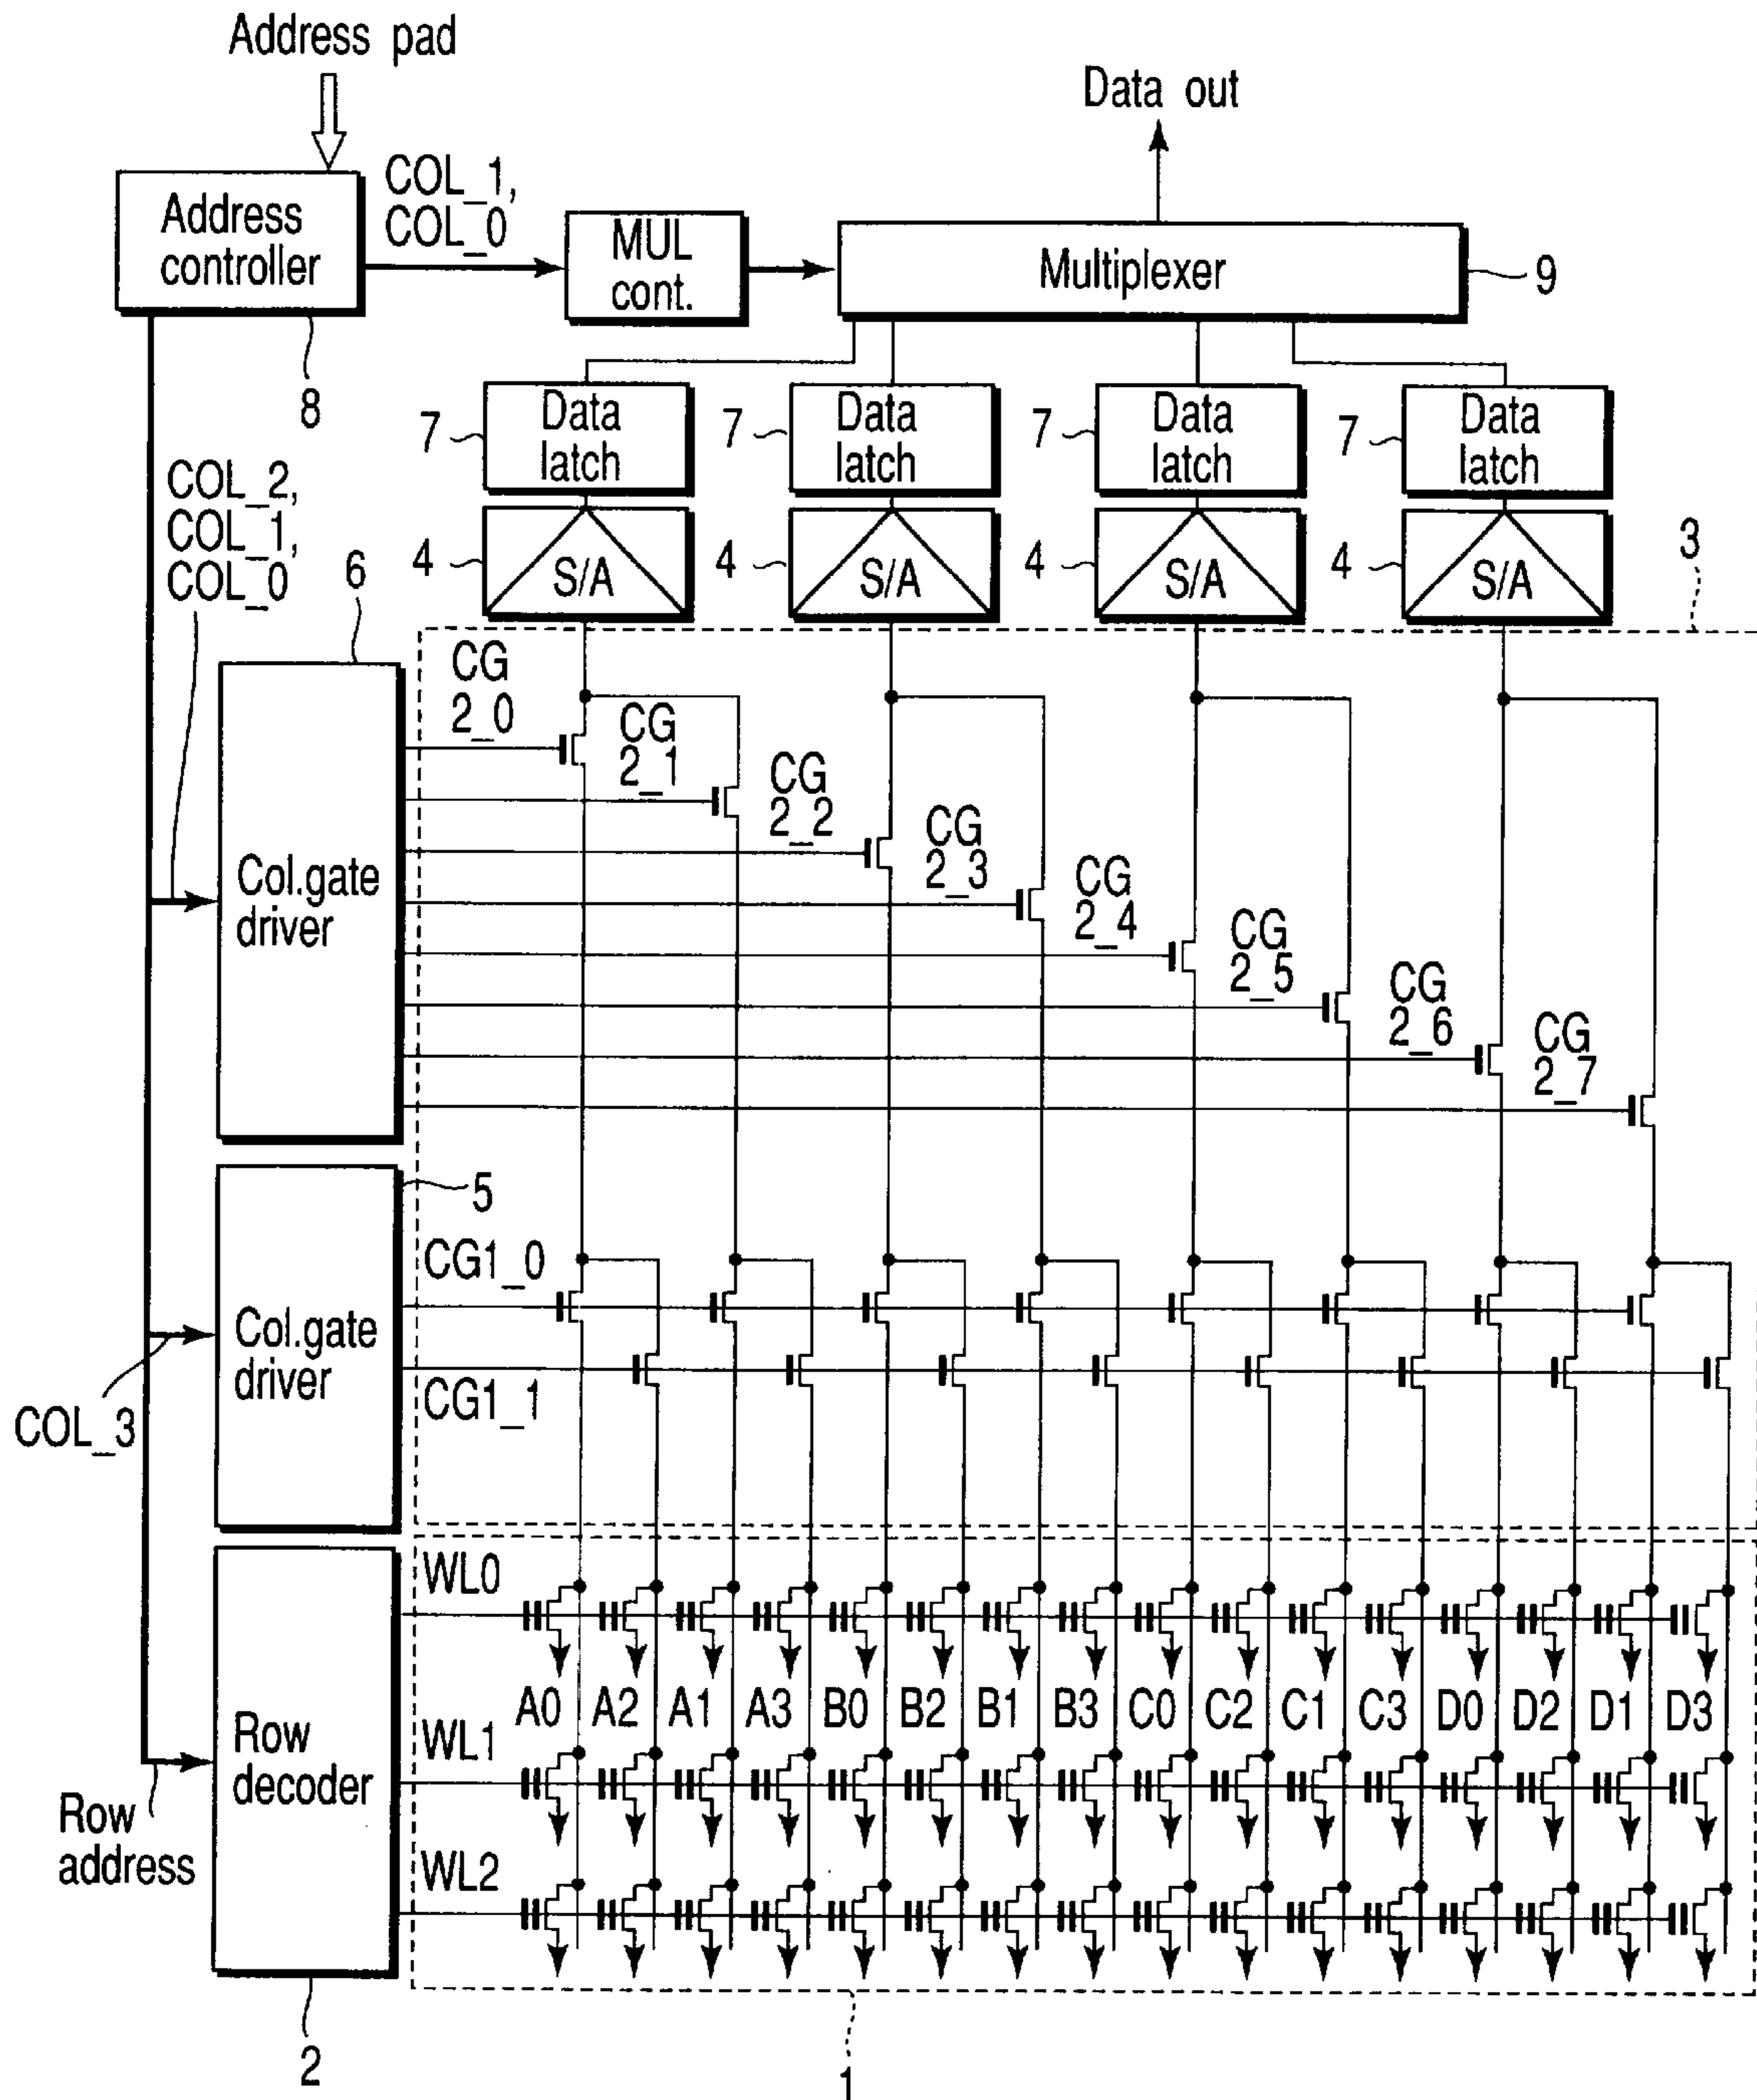 Address pad
Data out
Address
controller
COL_1,
COL_0
MUL
cont.
Multiplexer
9
8
7
Data
latch
7
Data
latch
7
Data
latch
7
Data
latch
COL_2,
COL_1,
COL_0
6
4
S/A
4
S/A
4
S/A
4
S/A
3
CG
2_0
CG
2_1
CG
2_2
CG
2_3
CG
2_4
CG
2_5
CG
2_6
CG
2_7
Col.gate
driver
5
CG1_0
Col.gate
driver
CG1_1
COL_3
WL0
A0 A2 A1 A3 B0 B2 B1 B3 C0 C2 C1 C3 D0 D2 D1 D3
WL1
Row
decoder
Row
address
WL2
2
1